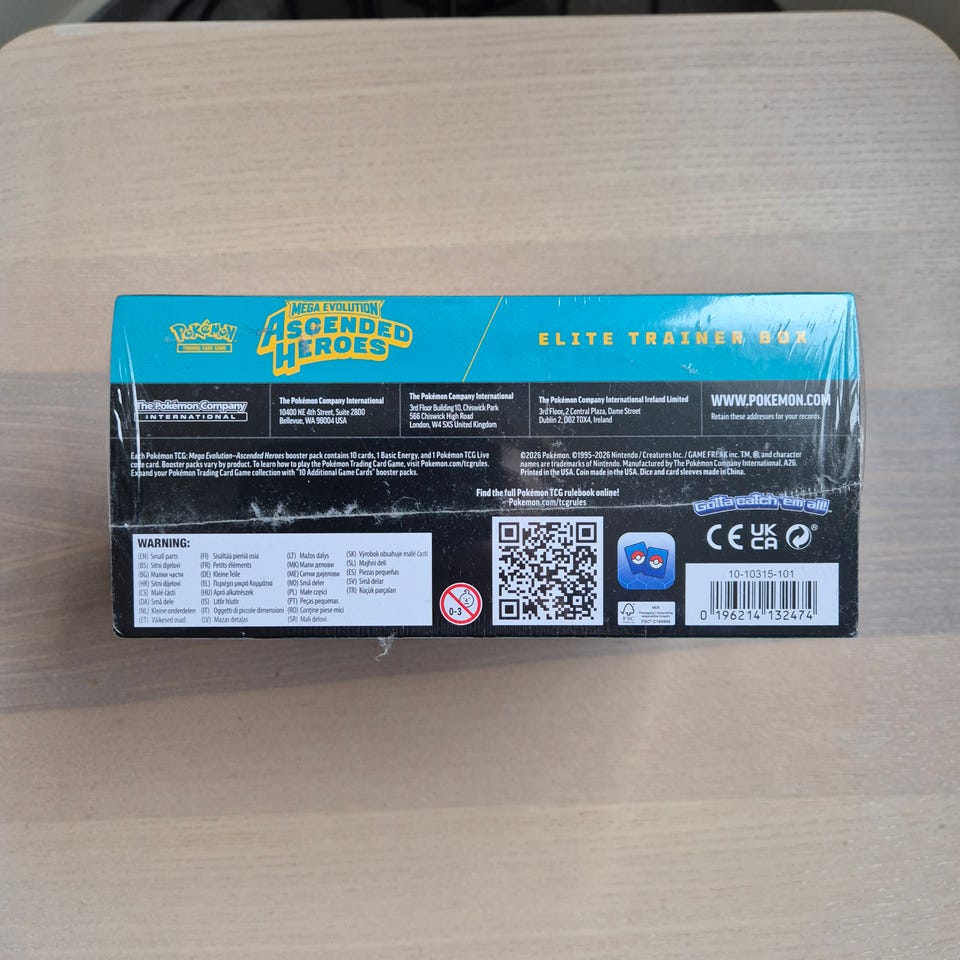 MEGA EVOLUTION
Pokémon
TRADING CARD GAME
ASCENDED
HEROES
ELITE TRAINER BOX
The Pokémon Company
INTERNATIONAL
The Pokémon Company International
10400 NE 4th Street, Suite 2800
Bellevue, WA 98004 USA
The Pokémon Company International
3rd Floor Building 10, Chiswick Park
566 Chiswick High Road
London, W4 5XS United Kingdom
The Pokémon Company International Ireland Limited
3rd Floor, 2 Central Plaza, Dame Street
Dublin 2, D02 T0X4, Ireland
WWW.POKEMON.COM
Retain these addresses for your records.
Each Pokémon TCG: Mega Evolution—Ascended Heroes booster pack contains 10 cards, 1 Basic Energy, and 1 Pokémon TCG Live
code card. Booster packs vary by product. To learn how to play the Pokémon Trading Card Game, visit Pokemon.com/tcgrules.
Expand your Pokémon Trading Card Game collection with "10 Additional Game Cards" booster packs.
©2026 Pokémon. ©1995-2026 Nintendo / Creatures Inc. / GAME FREAK inc. TM, ®, and character
names are trademarks of Nintendo. Manufactured by The Pokémon Company International. A26.
Printed in the USA. Coin made in the USA. Dice and card sleeves made in China.
Find the full Pokémon TCG rulebook online!
Pokemon.com/tcgrules
Gotta catch 'em all!
CE UK CA
WARNING:
(EN) Small parts
(BS) Sitni dijelovi
(BG) Малки части
(HR) Sitni dijelovi
(CS) Malé části
(DA) Små dele
(NL) Kleine onderdelen
(ET) Väikesed osad
(FI) Sisältää pieniä osia
(FR) Petits éléments
(DE) Kleine Teile
(EL) Περιέχει μικρά Κομμάτια
(HU) Apró alkatrészek
(IS) Litlir hlutir
(IT) Oggetti di piccole dimensioni
(LV) Mazas detaļas
(LT) Mažos dalys
(MK) Мали делови
(ME) Ситни дијелови
(NO) Små deler
(PL) Małe części
(PT) Peças pequenas
(RO) Conține piese mici
(SR) Mali delovi
(SK) Výrobok obsahuje malé časti
(SL) Majhni deli
(ES) Piezas pequeñas
(SV) Små delar
(TR) Küçük parçaları
0-3
FSC
MIX
Packaging | Supporting
responsible forestry
10-10315-101
0 196214 132474